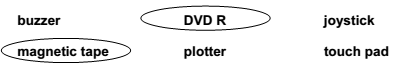 buzzer DVD R joystick
magnetic tape plotter touch pad